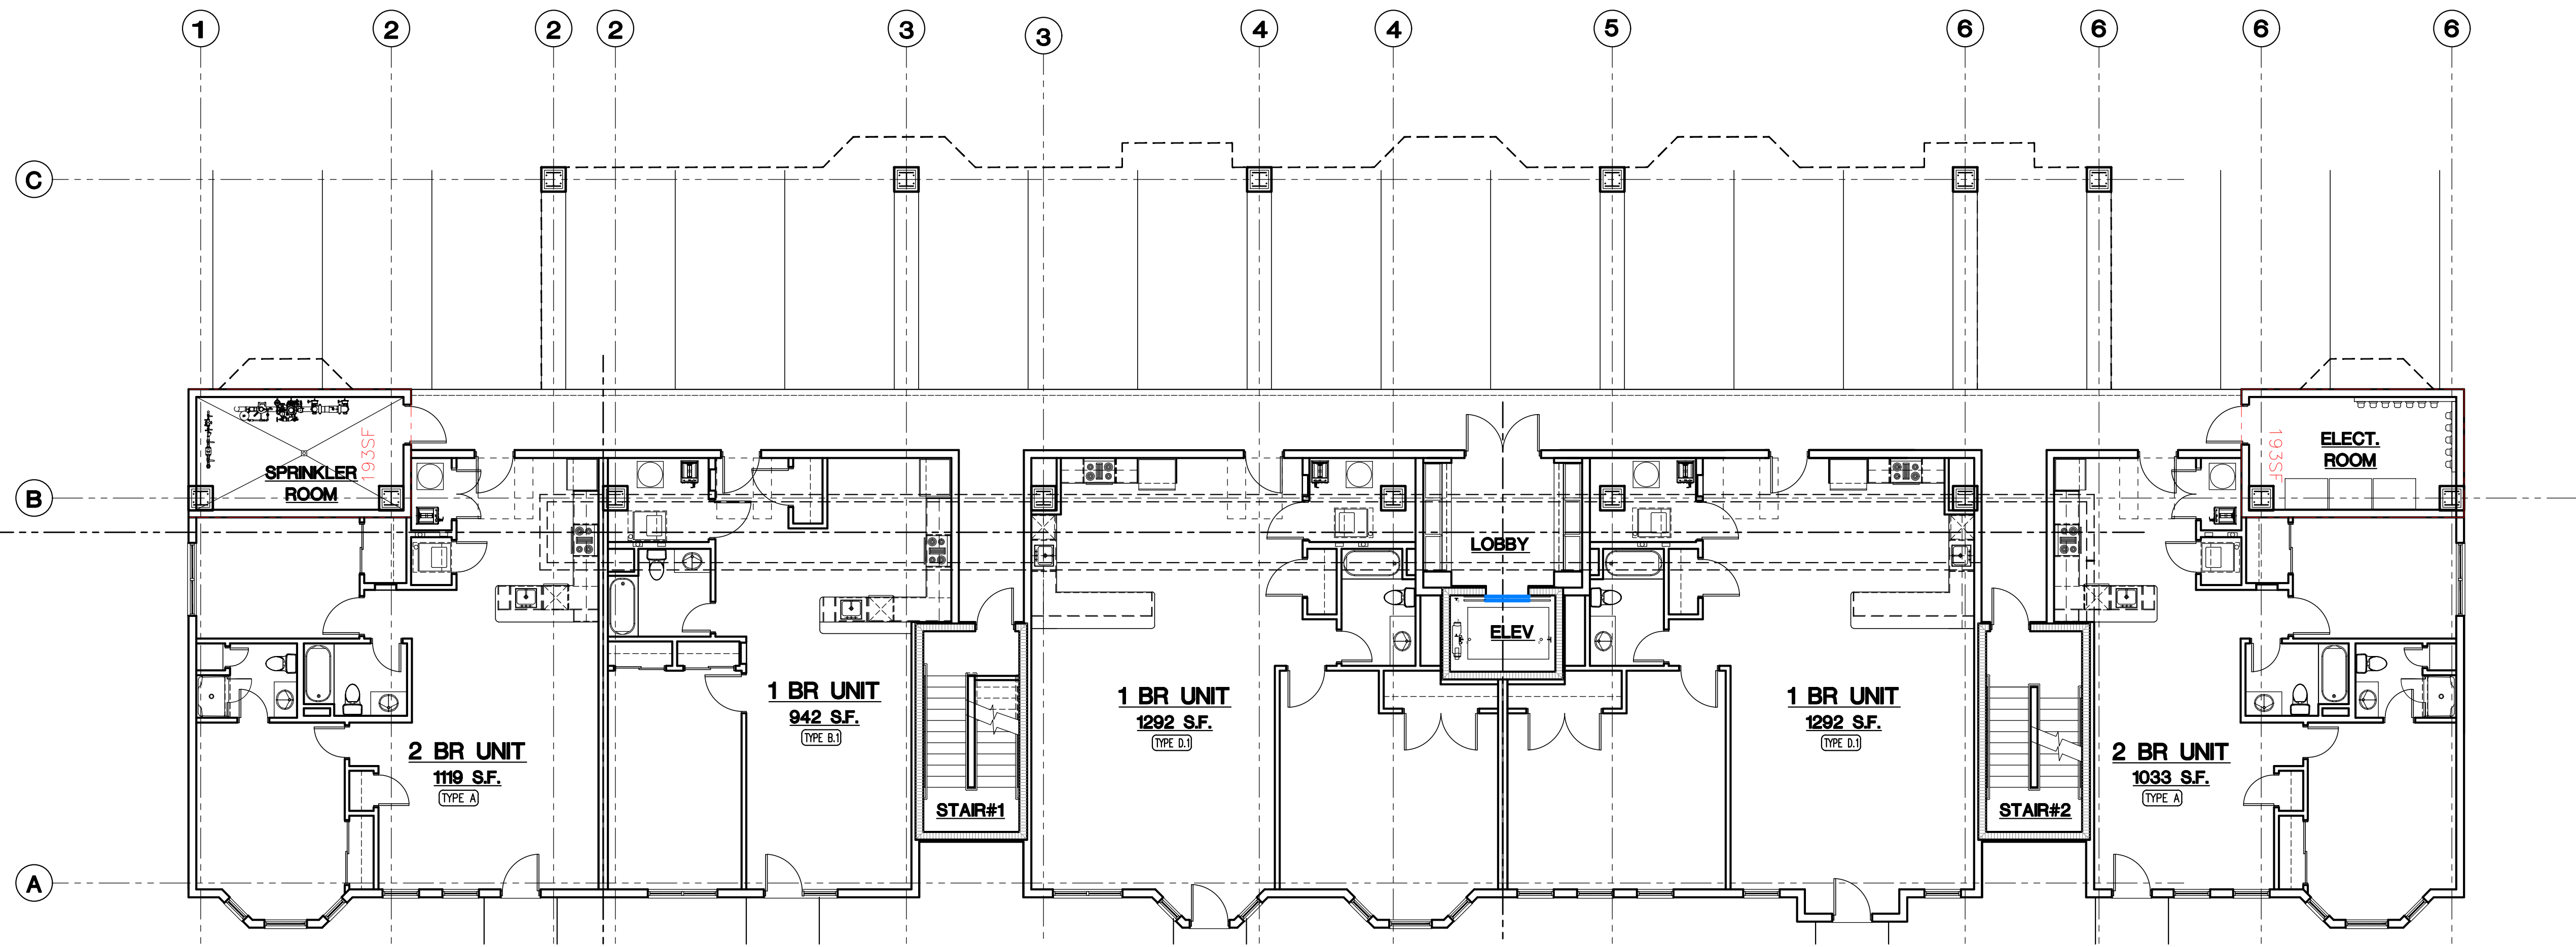 1 2 2 2 3 3 4 4 5 6 6 6 6
C
193SF
SPRINKLER
ROOM
ELECT.
ROOM
193SF
B
LOBBY
ELEV
2 BR UNIT
1119 S.F.
TYPE A
1 BR UNIT
942 S.F.
TYPE B.1
STAIR#1
1 BR UNIT
1292 S.F.
TYPE D.1
1 BR UNIT
1292 S.F.
TYPE D.1
STAIR#2
2 BR UNIT
1033 S.F.
TYPE A
A